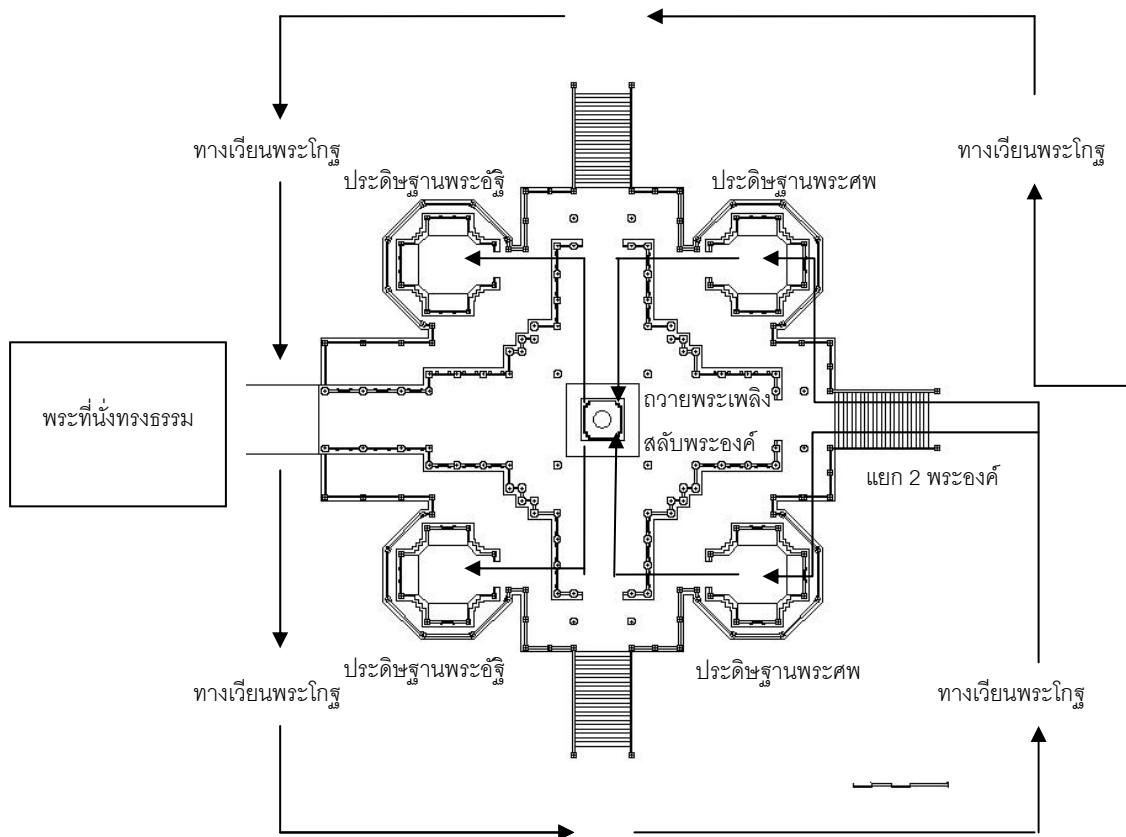 ทางเวียนพระโกฐ
ทางเวียนพระโกฐ
ประดิษฐานพระอัฐิ
ประดิษฐานพระศพ
พระที่นั่งทรงธรรม
ถวายพระเพลิง
สลับพระองค์
แยก 2 พระองค์
ประดิษฐานพระอัฐิ
ประดิษฐานพระศพ
ทางเวียนพระโกฐ
ทางเวียนพระโกฐ